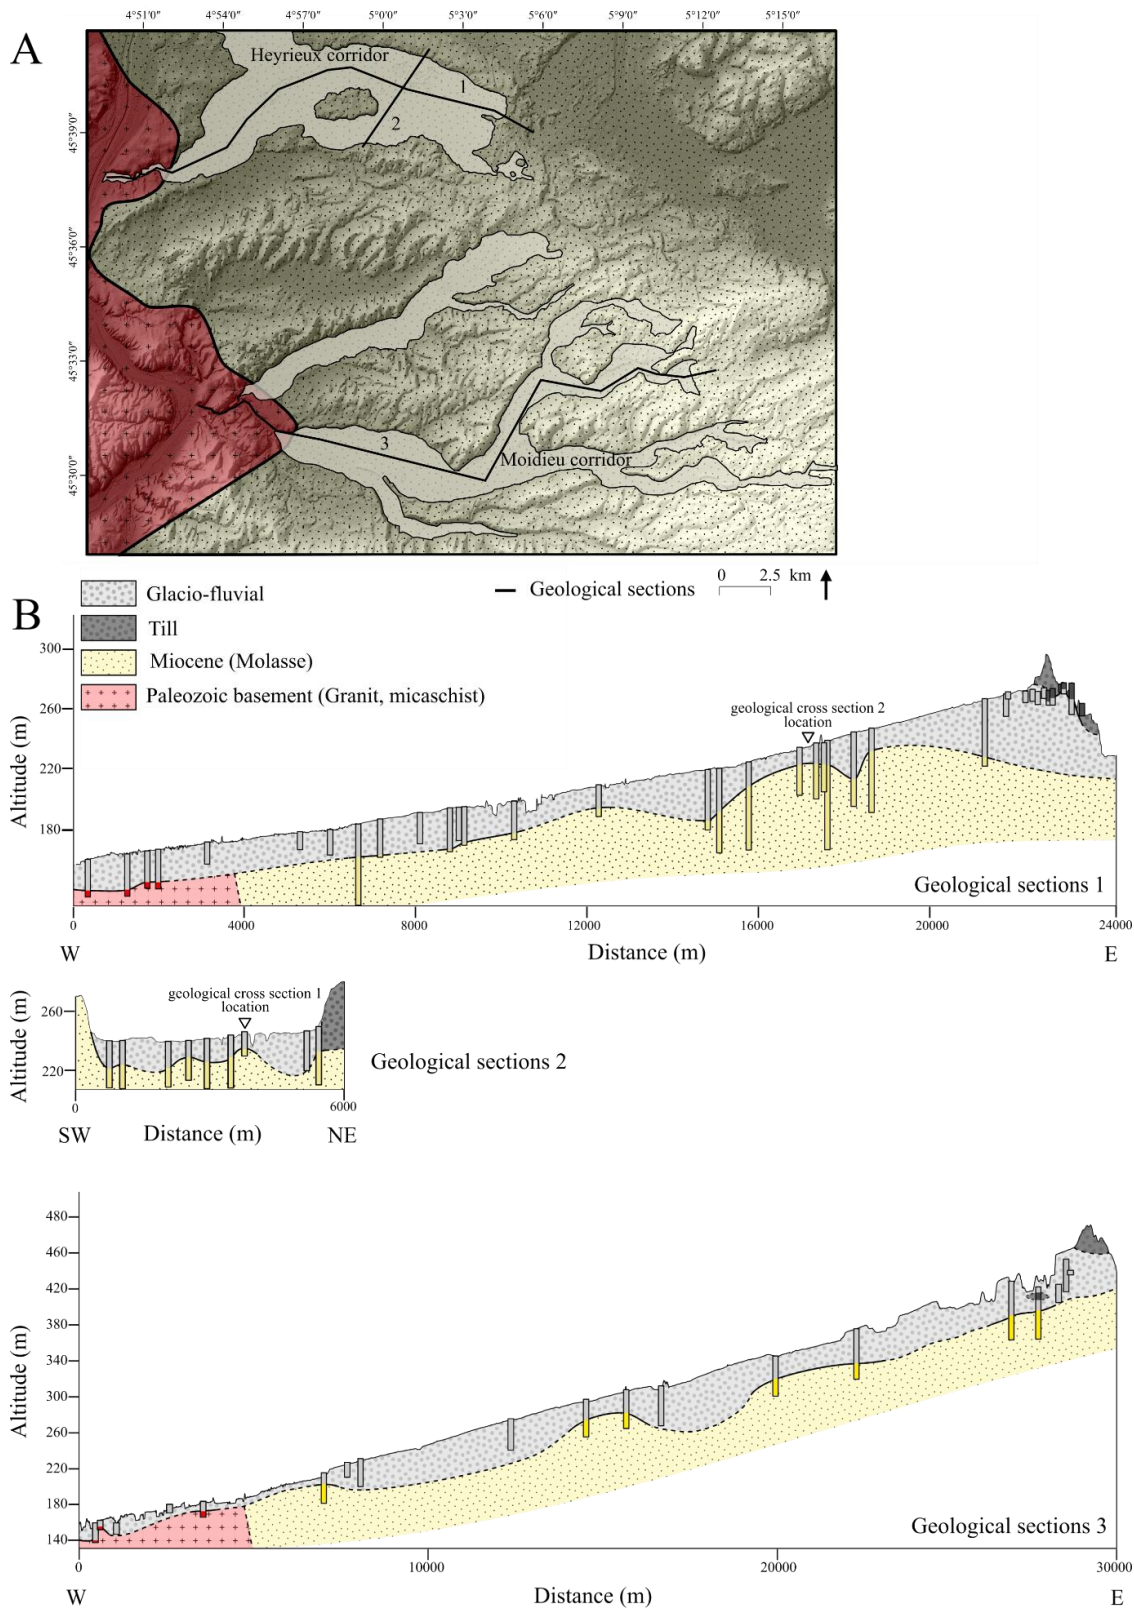 4°51'0" 4°54'0" 4°57'0" 5°0'0" 5°3'0" 5°6'0" 5°9'0" 5°12'0" 5°15'0"
A
45°39'0"
45°36'0"
45°33'0"
45°30'0"
Heyrieux corridor
1
2
3
Moidieu corridor
0 2.5 km
Geological sections
B
Glacio-fluvial
Till
Miocene (Molasse)
Paleozoic basement (Granit, micaschist)
Altitude (m)
300
260
220
180
geological cross section 2
location
Geological sections 1
0 4000 8000 12000 16000 20000 24000
W Distance (m) E
Altitude (m)
260
220
geological cross section 1
location
Geological sections 2
0 6000
SW Distance (m) NE
Altitude (m)
480
460
420
380
340
300
260
220
180
140
Geological sections 3
0 10000 20000 30000
W Distance (m) E